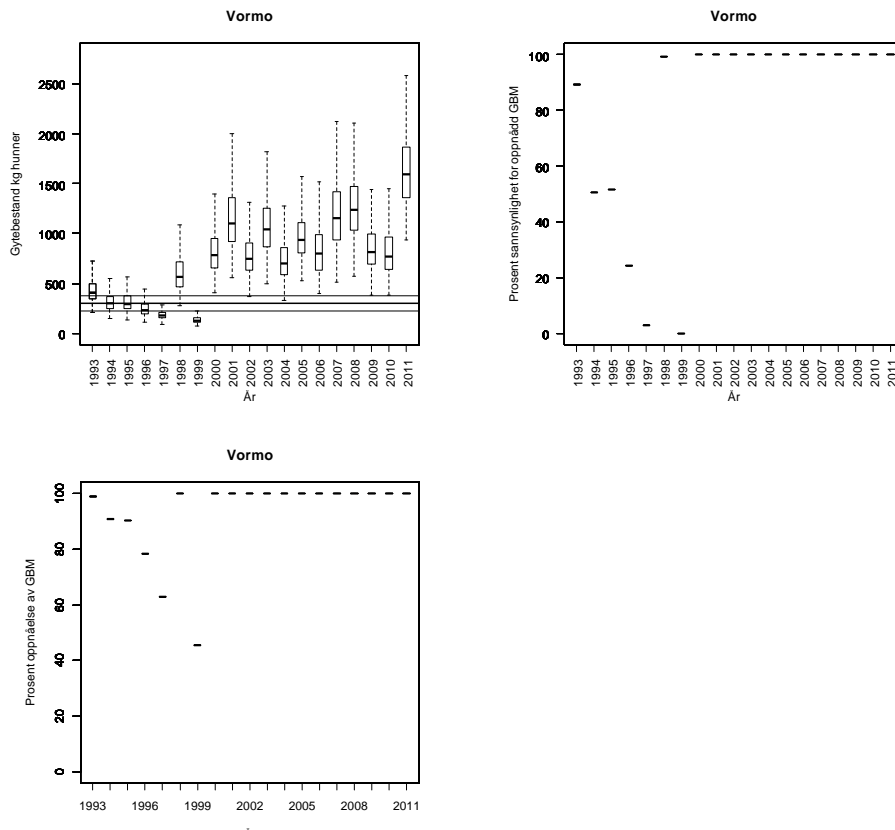 Vormo
Gytebestand kg hunner
2500
2000
1500
1000
500
0
1993 1994 1995 1996 1997 1998 1999 2000 2001 2002 2003 2004 2005 2006 2007 2008 2009 2010 2011
År
Vormo
Prosent sannsynlighet for oppnådd GBM
100
80
60
40
20
0
1993 1994 1995 1996 1997 1998 1999 2000 2001 2002 2003 2004 2005 2006 2007 2008 2009 2010 2011
År
Vormo
Prosent oppnåelse av GBM
100
80
60
40
20
0
1993 1996 1999 2002 2005 2008 2011